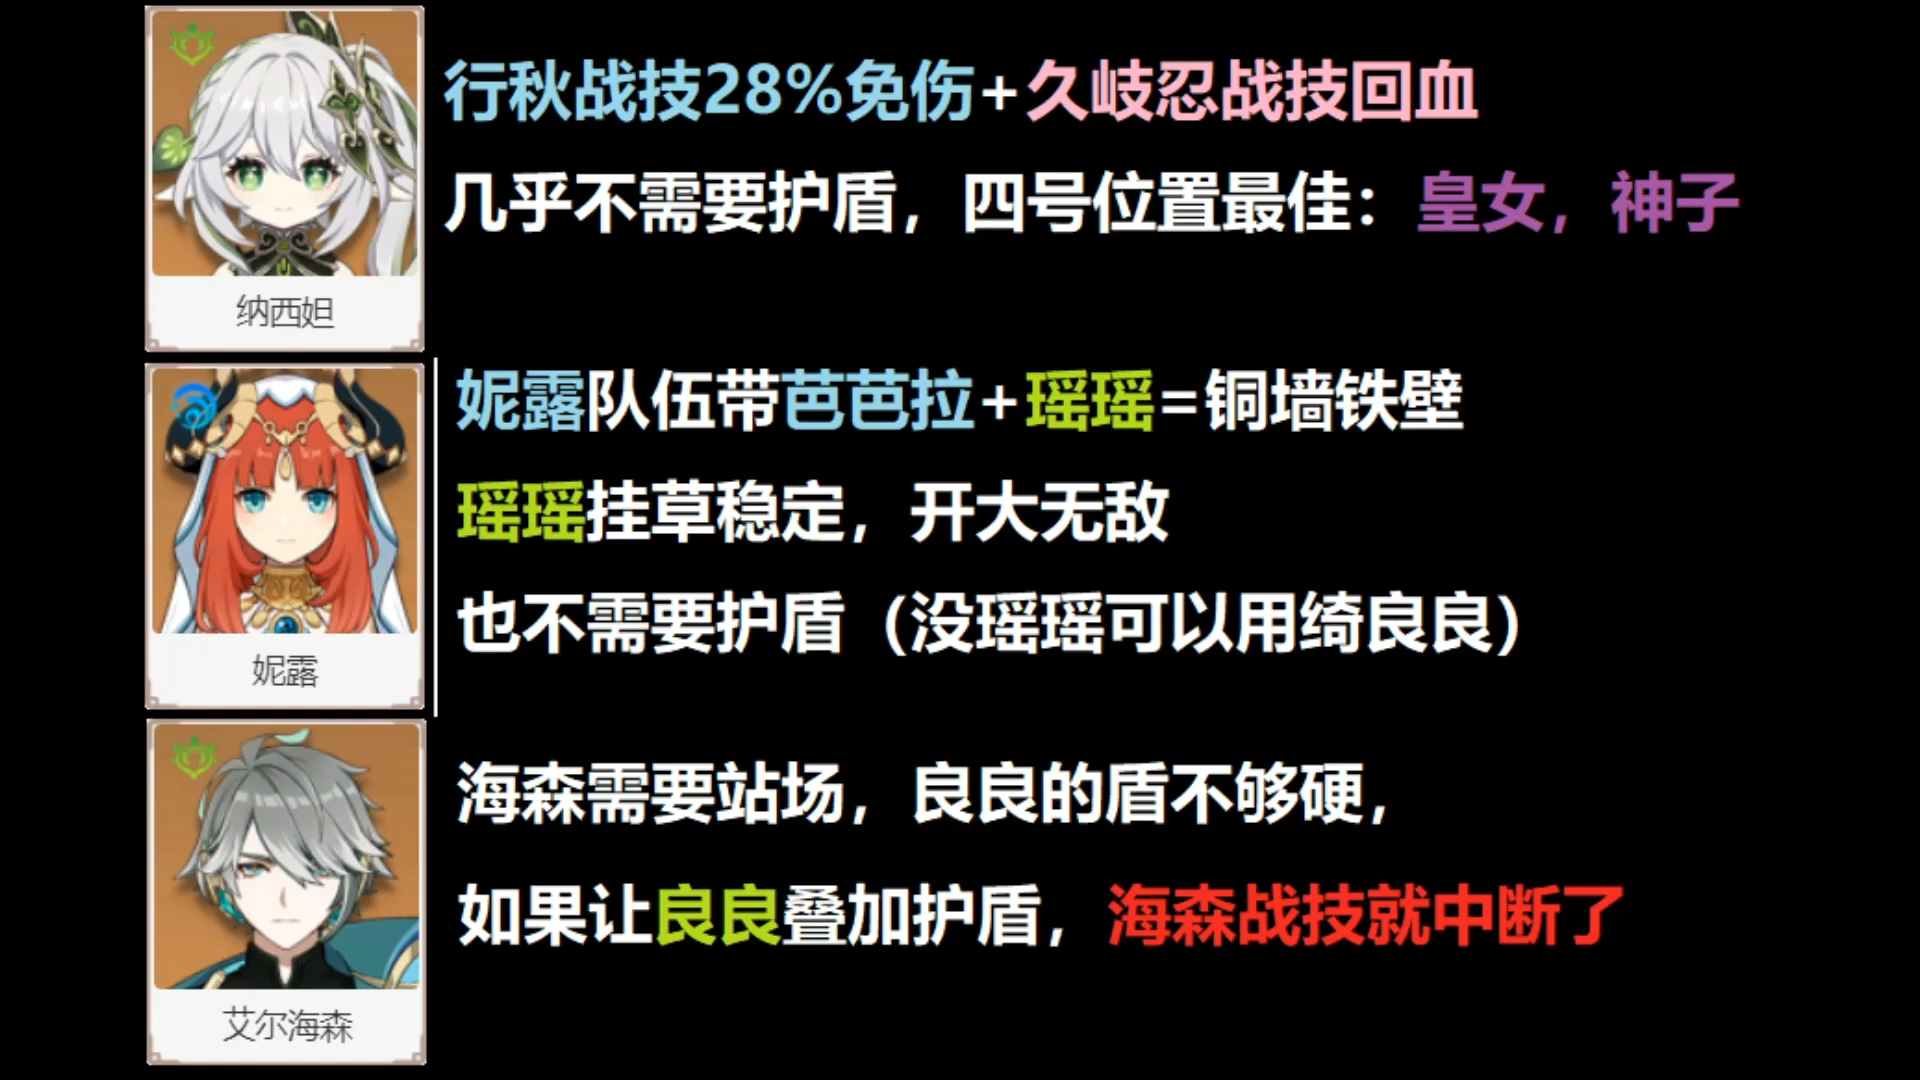 行秋战技28%免伤+久岐忍战技回血
几乎不需要护盾，四号位置最佳：皇女，神子
纳西妲
妮露队伍带芭芭拉+瑶瑶=铜墙铁壁
瑶瑶挂草稳定，开大无敌
也不需要护盾（没瑶瑶可以用绮良良）
妮露
海森需要站场，良良的盾不够硬，
如果让良良叠加护盾，海森战技就中断了
艾尔海森